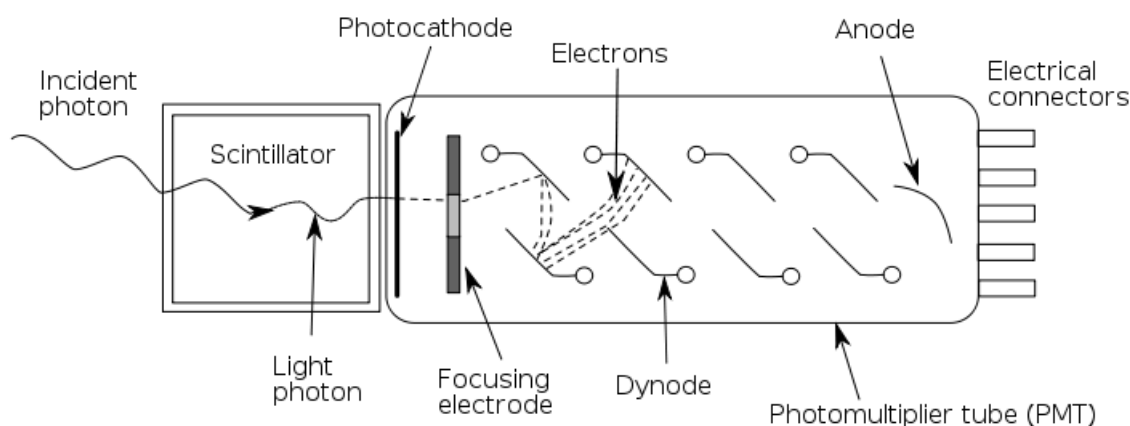 Photocathode
Electrons
Anode
Incident
photon
Electrical
connectors
Scintillator
Light
photon
Focusing
electrode
Dynode
Photomultiplier tube (PMT)